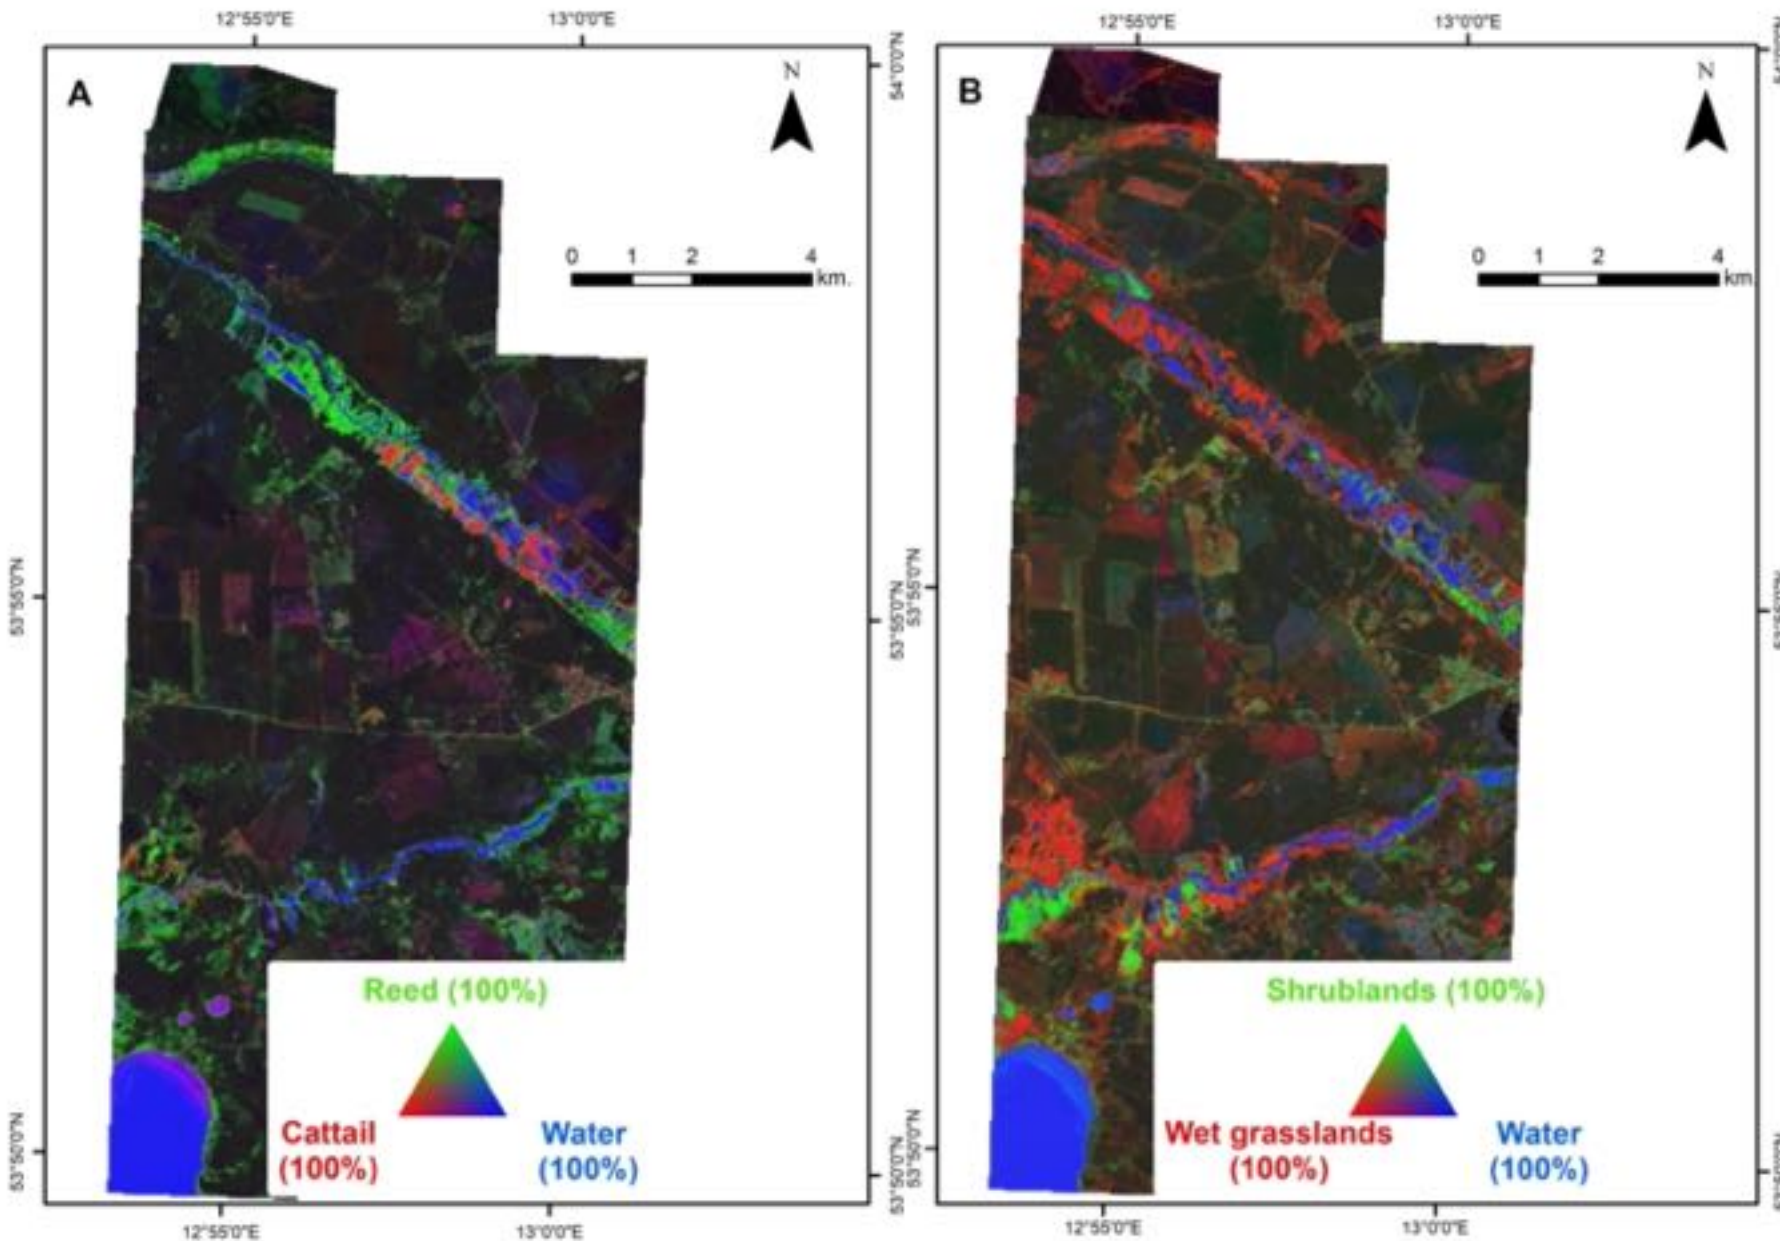 12°55'0"E 13°0'0"E
12°55'0"E 13°0'0"E
A
N
54°0'0"N
B
N
0 1 2 4
km.
0 1 2 4
km
53°55'0"N
53°55'0"N
53°55'0"N
Reed (100%)
Cattail
(100%)
Water
(100%)
Shrublands (100%)
Wet grasslands
(100%)
Water
(100%)
53°50'0"N
53°50'0"N
53°50'0"N
12°55'0"E 13°0'0"E
12°55'0"E 13°0'0"E